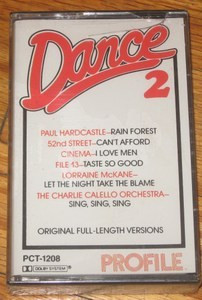 Dance
2
PAUL HARDCASTLE—RAIN FOREST
52nd STREET—CAN'T AFFORD
CINEMA—I LOVE MEN
FILE 13—TASTE SO GOOD
LORRAINE McKANE—
LET THE NIGHT TAKE THE BLAME
THE CHARLIE CALELLO ORCHESTRA—
SING, SING, SING
ORIGINAL FULL-LENGTH VERSIONS
PCT-1208
DOLBY SYSTEM
PROFILE